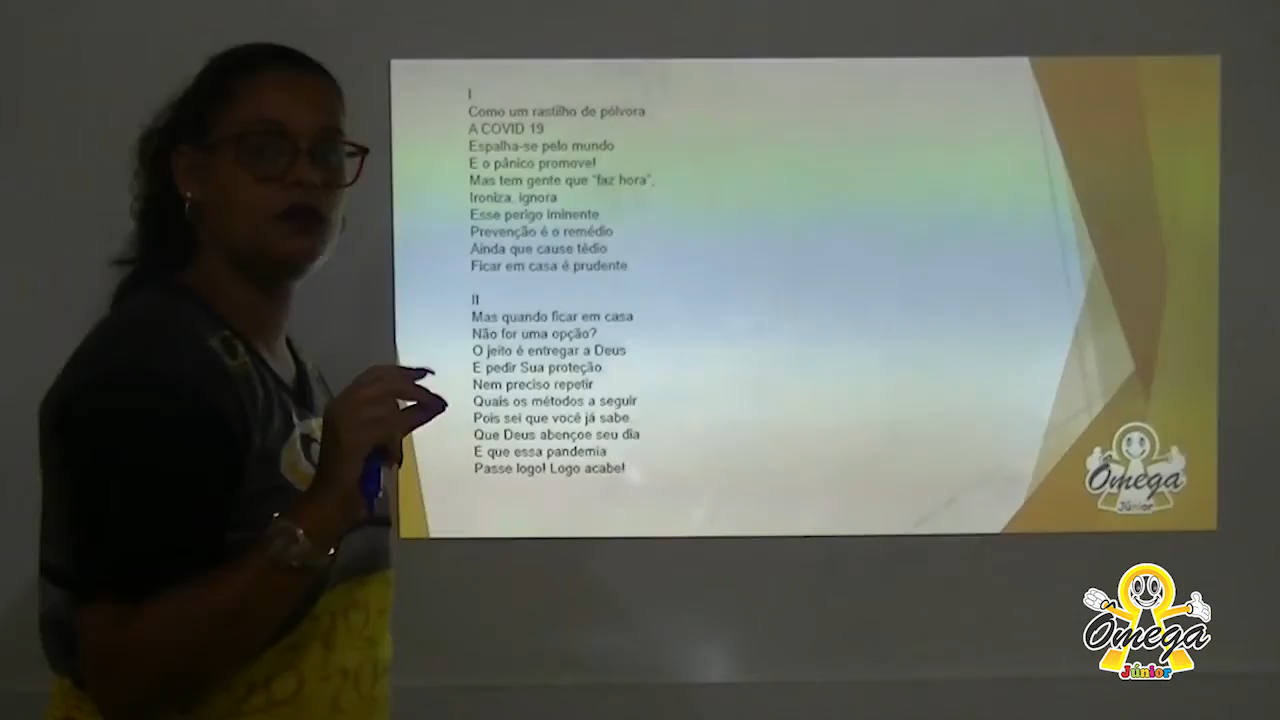 I
Como um rastilho de pólvora
A COVID 19
Espalha-se pelo mundo
E o pânico promove!
Mas tem gente que "faz hora",
Ironiza, ignora
Esse perigo iminente
Prevenção é o remédio
Ainda que cause tédio
Ficar em casa é prudente
II
Mas quando ficar em casa
Não for uma opção?
O jeito é entregar a Deus
E pedir Sua proteção
Nem preciso repetir
Quais os métodos a seguir
Pois sei que você já sabe
Que Deus abençoe seu dia
E que essa pandemia
Passe logo! Logo acabe!
Ômega
Júnior
Ômega
Júnior